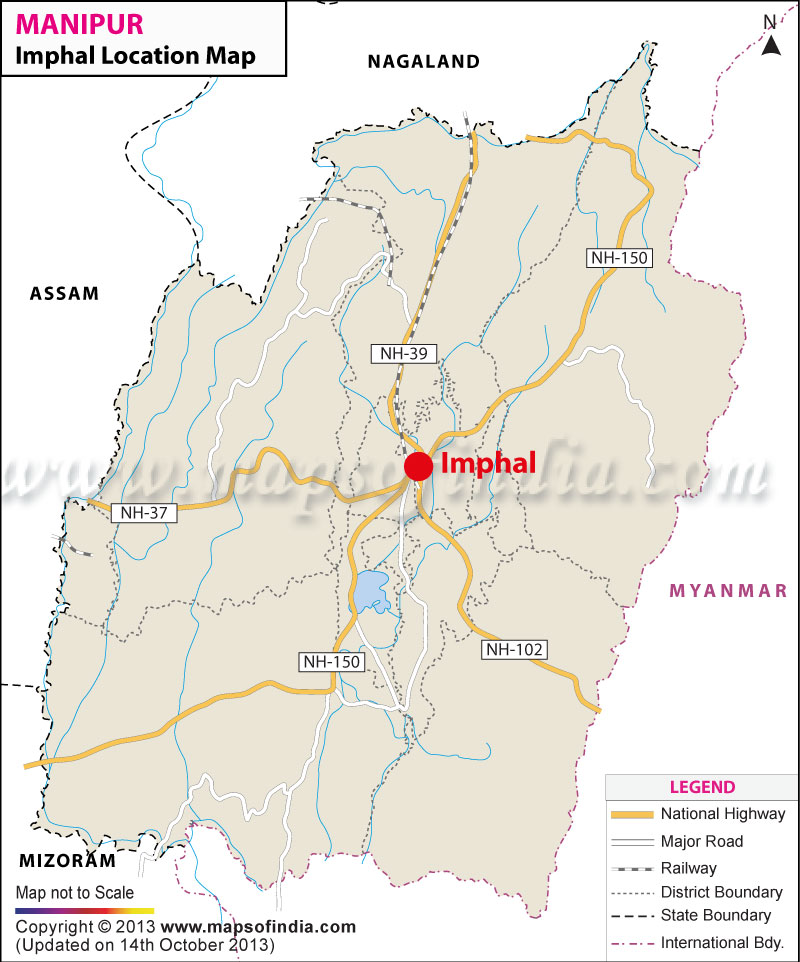 MANIPUR
Imphal Location Map
N
NAGALAND
NH-150
ASSAM
NH-39
Imphal
www.mapsofindia.com
NH-37
MYANMAR
NH-150
NH-102
LEGEND
National Highway
Major Road
Railway
District Boundary
State Boundary
International Bdy.
MIZORAM
Map not to Scale
Copyright © 2013 www.mapsofindia.com
(Updated on 14th October 2013)